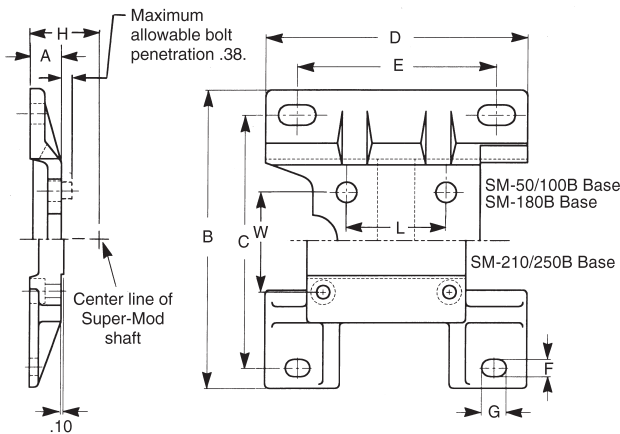 Maximum
allowable bolt
penetration .38.
H
A
D
E
B
C
W
L
SM-50/100B Base
SM-180B Base
SM-210/250B Base
Center line of
Super-Mod
shaft
F
G
.10